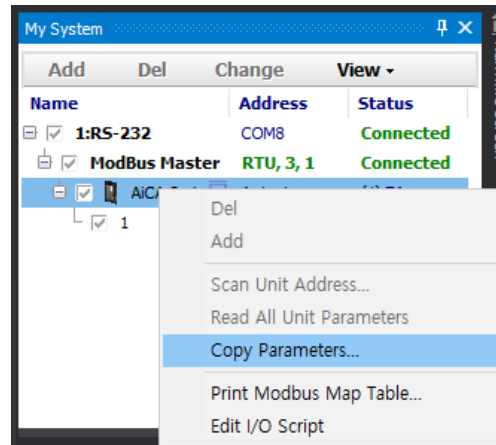 My System
Add Del Change View
Name Address Status
1:RS-232 COM8 Connected
ModBus Master RTU, 3, 1 Connected
1
Del
Add
Scan Unit Address...
Read All Unit Parameters
Copy Parameters...
Print Modbus Map Table...
Edit I/O Script